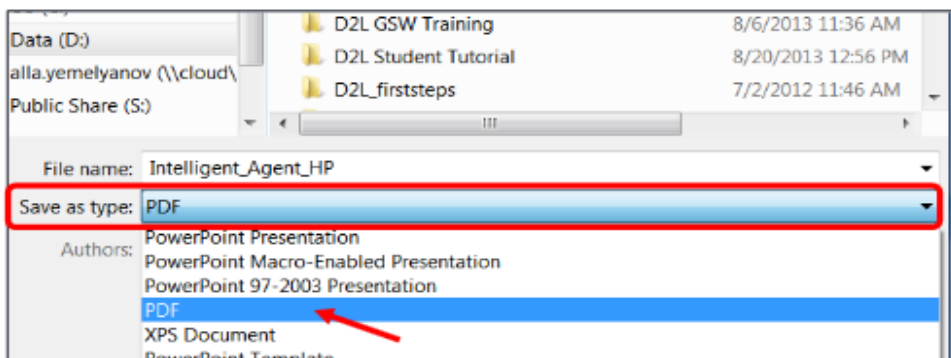 Data (D:)
alla.yemelyanov (\\cloud\
Public Share (S:)
D2L GSW Training 8/6/2013 11:36 AM
D2L Student Tutorial 8/20/2013 12:56 PM
D2L_firststeps 7/2/2012 11:46 AM
File name: Intelligent_Agent_HP
Save as type: PDF
Authors:
PowerPoint Presentation
PowerPoint Macro-Enabled Presentation
PowerPoint 97-2003 Presentation
PDF
XPS Document
PowerPoint Template